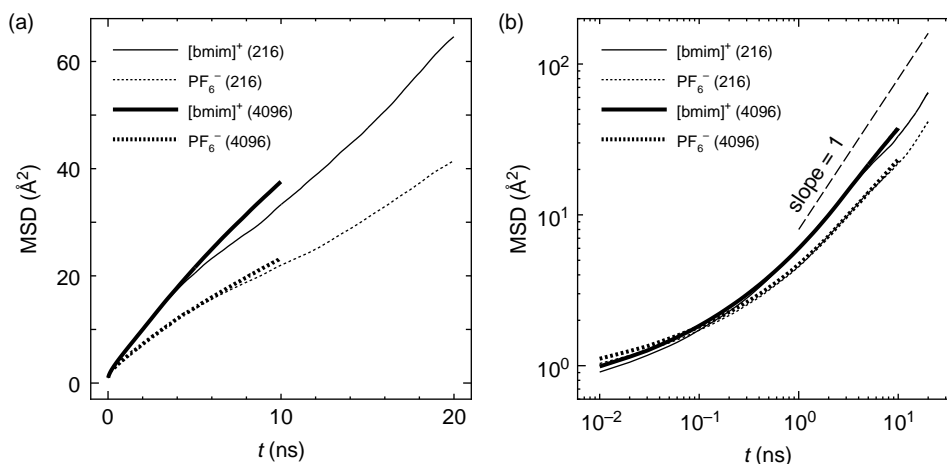 (a)
[bmim]⁺ (216)
PF₆⁻ (216)
[bmim]⁺ (4096)
PF₆⁻ (4096)
MSD (Å²)
60
40
20
0
0 10 20
t (ns)
(b)
[bmim]⁺ (216)
PF₆⁻ (216)
[bmim]⁺ (4096)
PF₆⁻ (4096)
slope = 1
MSD (Å²)
10²
10¹
10⁰
10⁻² 10⁻¹ 10⁰ 10¹
t (ns)